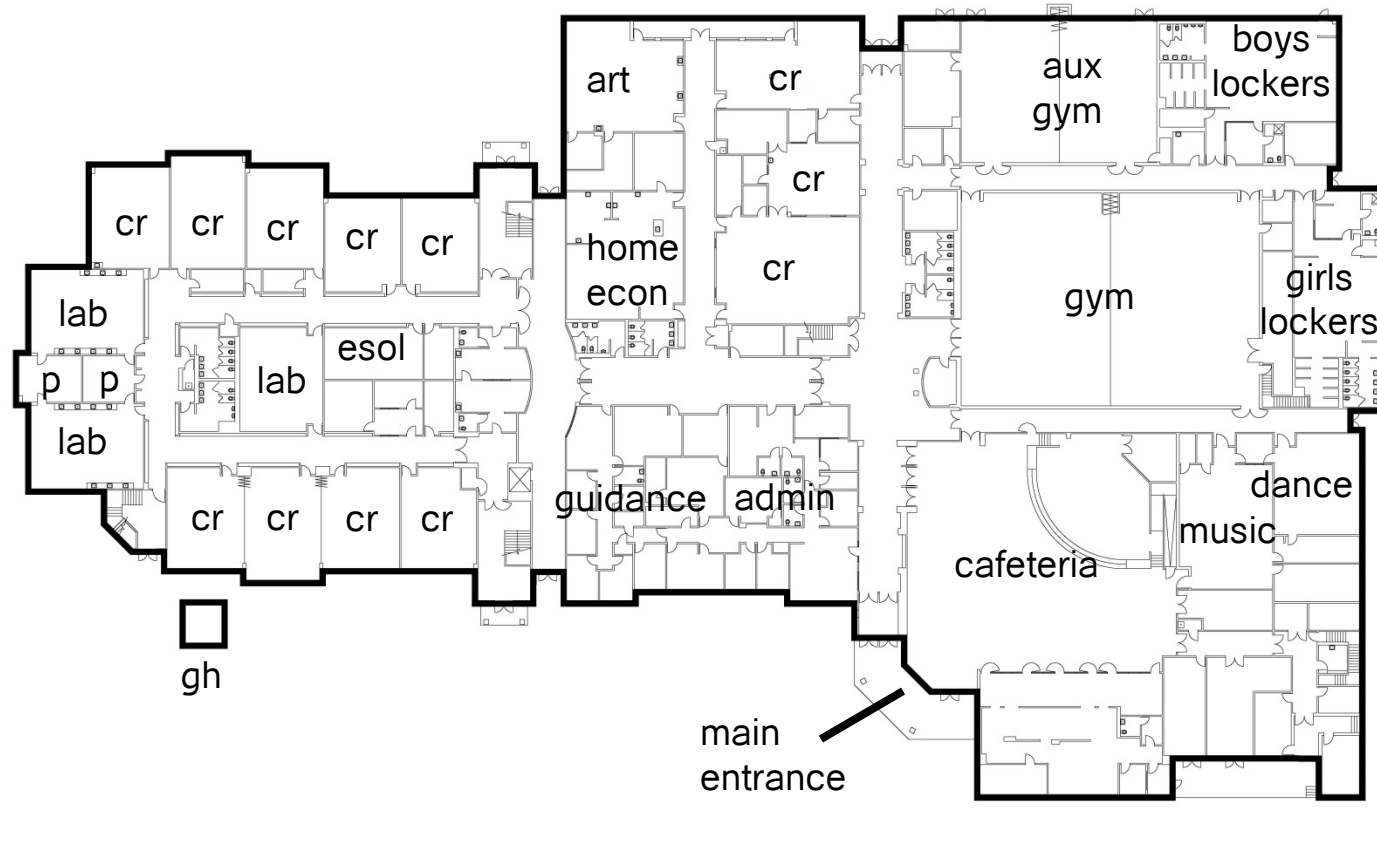 boys
lockers
aux
gym
art
cr
cr
cr
cr
cr
cr
cr
cr
home
econ
cr
girls
lockers
gym
lab
esol
lab
p
p
lab
cr
cr
cr
cr
guidance
admin
dance
music
cafeteria
gh
main
entrance